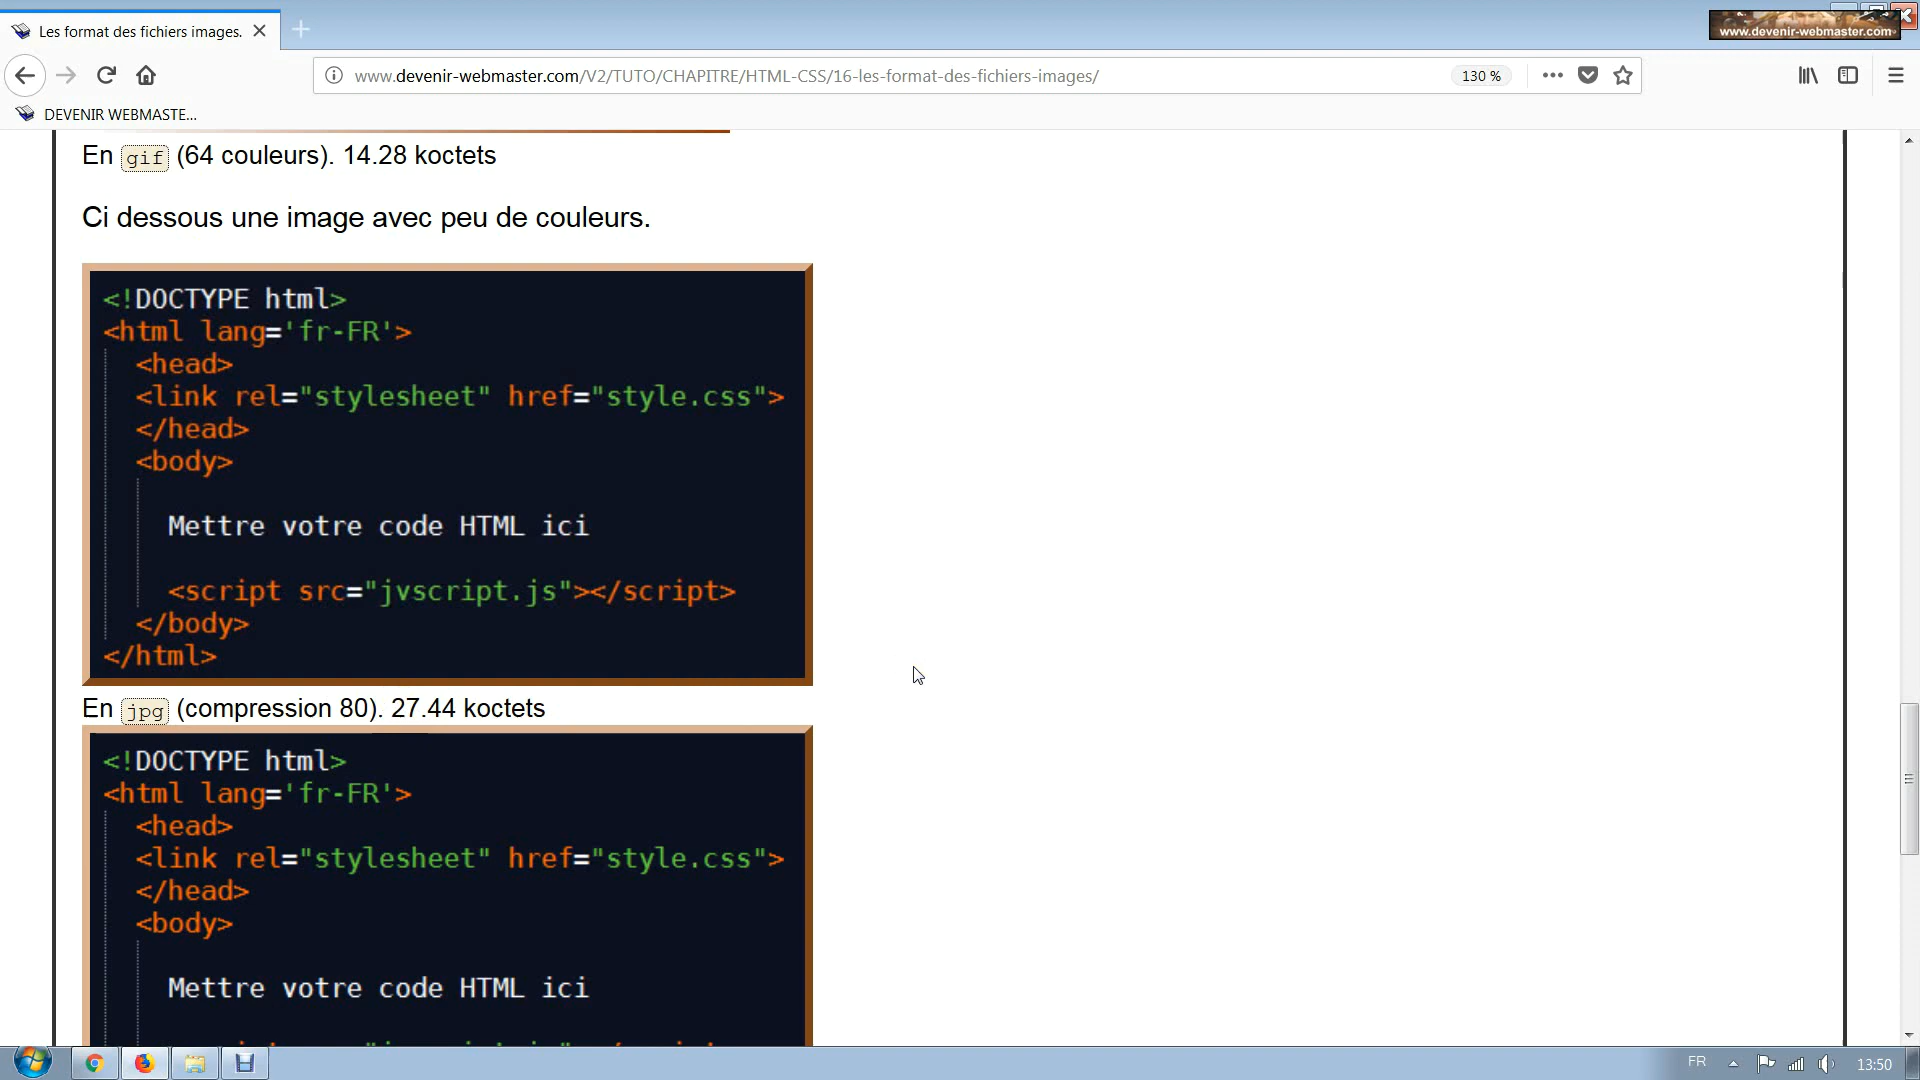 Les format des fichiers images.
www.devenir-webmaster.com
www.devenir-webmaster.com/V2/TUTO/CHAPITRE/HTML-CSS/16-les-format-des-fichiers-images/
130 %
DEVENIR WEBMASTE...
En gif (64 couleurs). 14.28 koctets
Ci dessous une image avec peu de couleurs.
<!DOCTYPE html>
<html lang='fr-FR'>
<head>
<link rel="stylesheet" href="style.css">
</head>
<body>
Mettre votre code HTML ici
<script src="jvscript.js"></script>
</body>
</html>
En jpg (compression 80). 27.44 koctets
<!DOCTYPE html>
<html lang='fr-FR'>
<head>
<link rel="stylesheet" href="style.css">
</head>
<body>
Mettre votre code HTML ici
FR
13:50